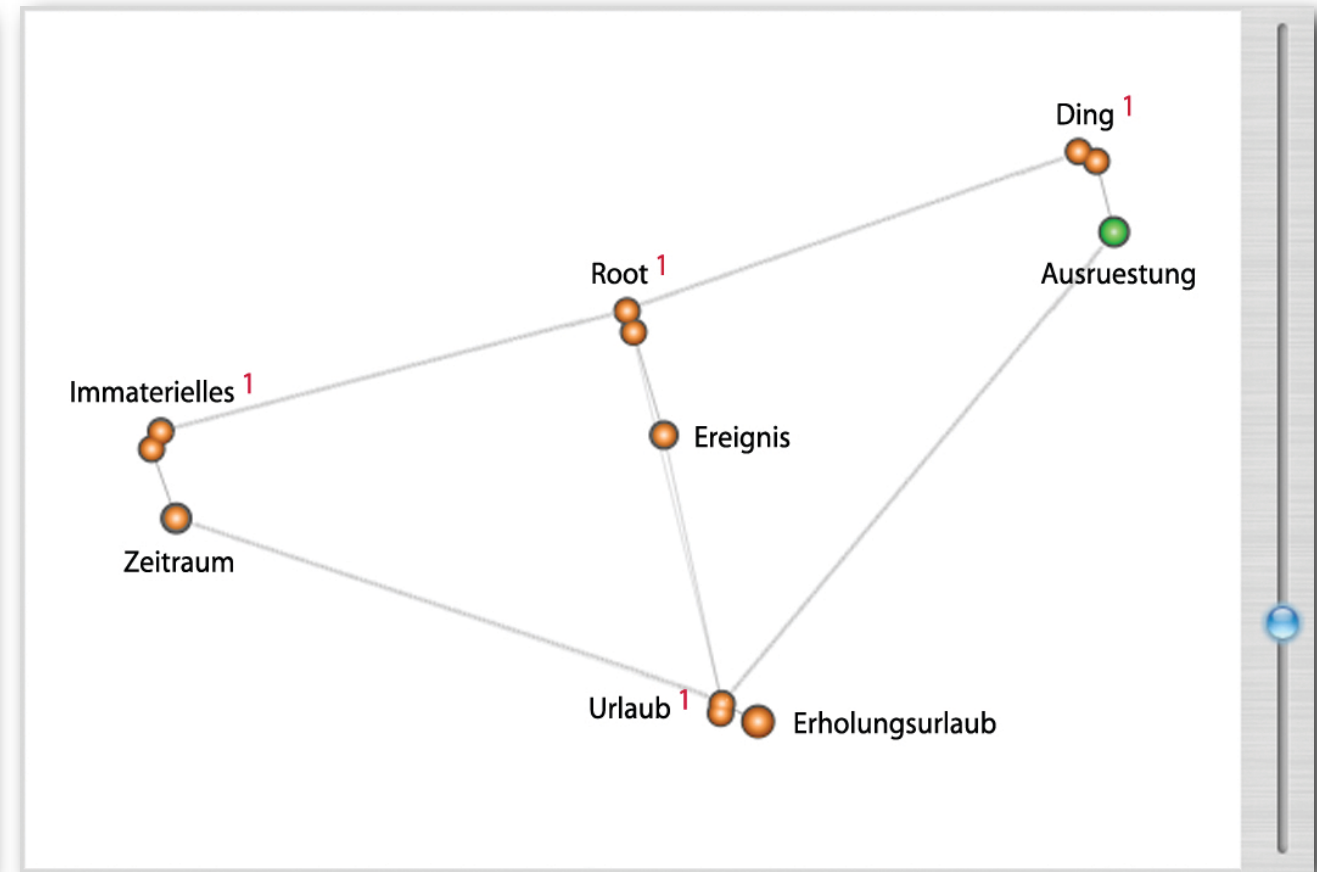 Ding 1
Ausruestung
Root 1
Immaterielles 1
Ereignis
Zeitraum
Urlaub 1
Erholungsurlaub